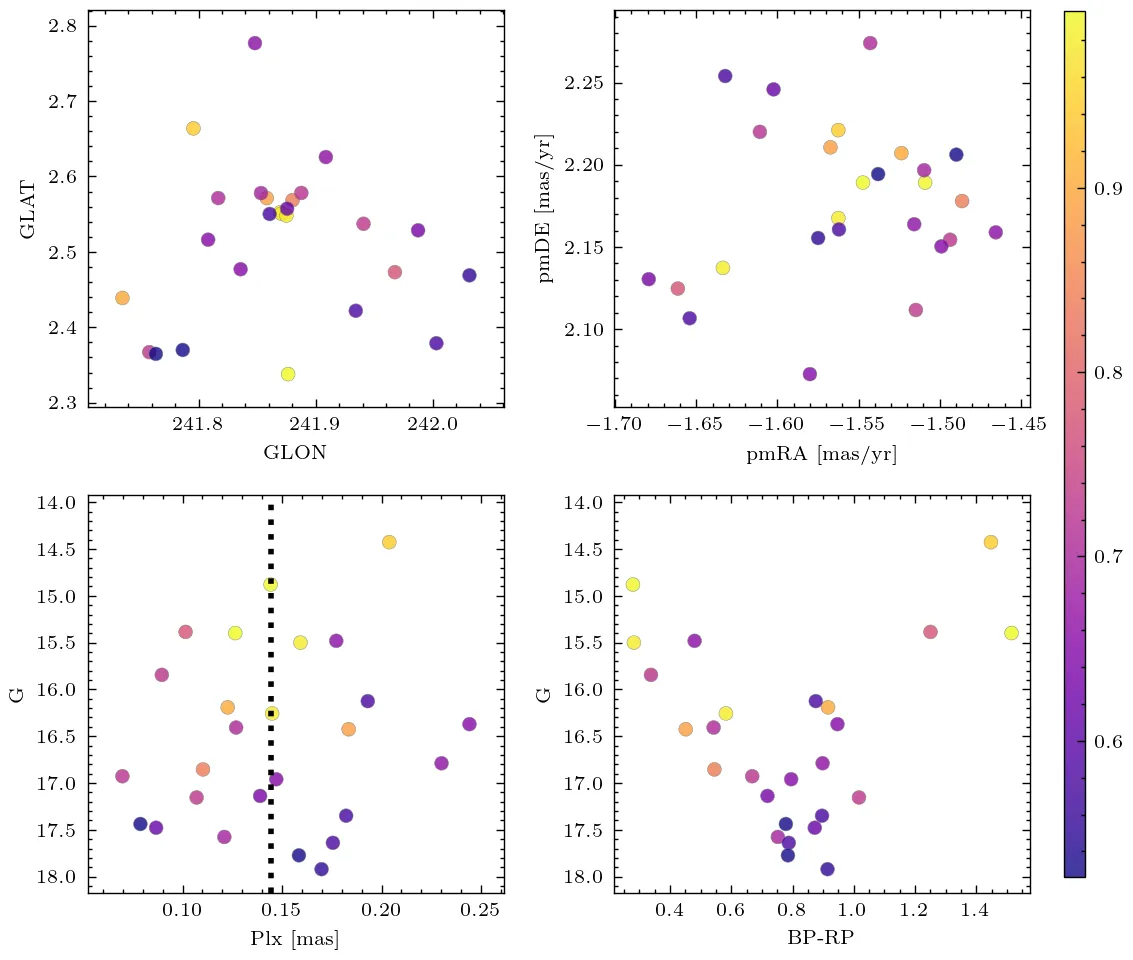 2.8
2.7
2.6
2.5
2.4
2.3
GLAT
241.8 241.9 242.0
GLON
2.25
2.20
2.15
2.10
pmDE [mas/yr]
−1.70 −1.65 −1.60 −1.55 −1.50 −1.45
pmRA [mas/yr]
0.9
0.8
0.7
0.6
14.0
14.5
15.0
15.5
16.0
16.5
17.0
17.5
18.0
G
0.10 0.15 0.20 0.25
Plx [mas]
14.0
14.5
15.0
15.5
16.0
16.5
17.0
17.5
18.0
G
0.4 0.6 0.8 1.0 1.2 1.4
BP-RP